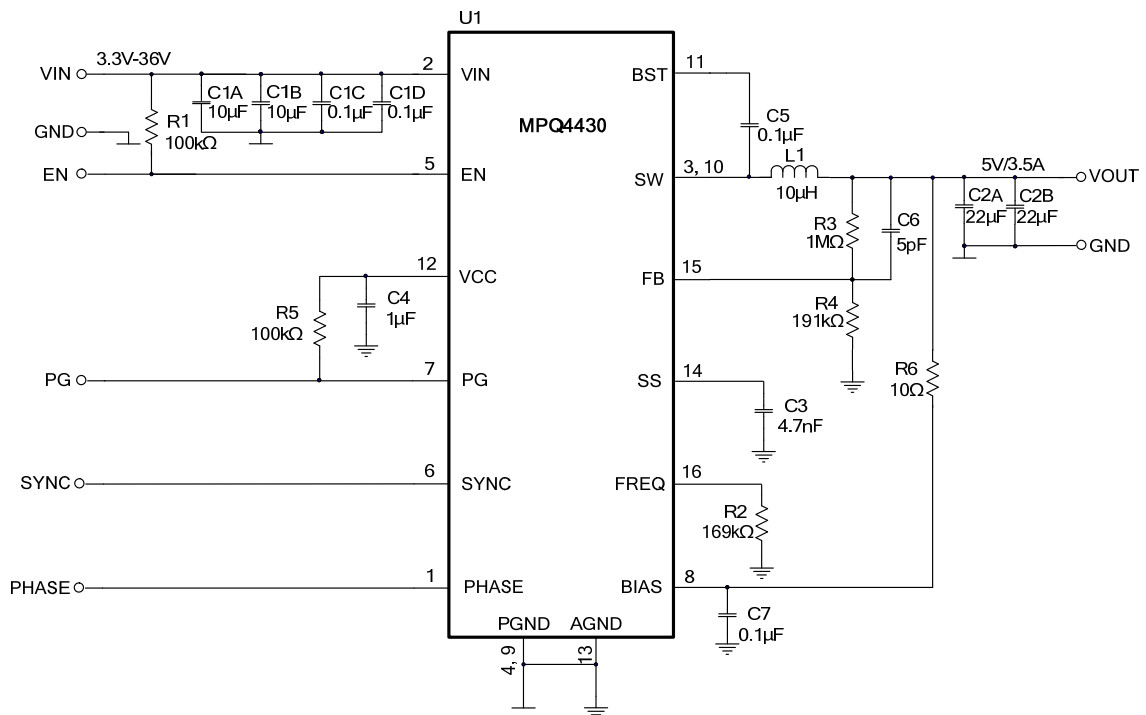 U1
MPQ4430
VIN
3.3V-36V
2
VIN
C1A
10µF
C1B
10µF
C1C
0.1µF
C1D
0.1µF
GND
R1
100kΩ
EN
5
EN
12
VCC
C4
1µF
R5
100kΩ
PG
7
PG
SYNC
6
SYNC
PHASE
1
PHASE
PGND
AGND
4, 9
13
11
BST
C5
0.1µF
3, 10
SW
L1
10µH
5V/3.5A
VOUT
R3
1MΩ
C6
5pF
C2A
22µF
C2B
22µF
GND
15
FB
R4
191kΩ
14
SS
C3
4.7nF
R6
10Ω
16
FREQ
R2
169kΩ
8
BIAS
C7
0.1µF